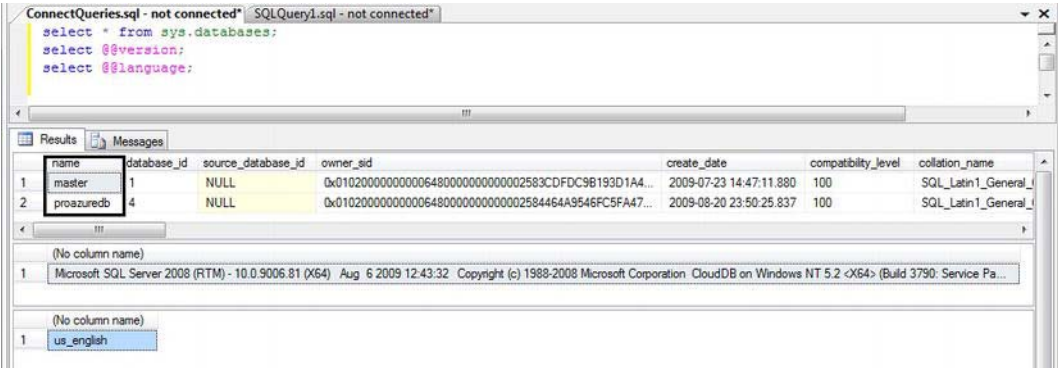 ConnectQueries.sql - not connected* SQLQuery1.sql - not connected*
select * from sys.databases;
select @@version;
select @@language;
Results Messages
name database_id source_database_id owner_sid create_date compatibility_level collation_name
1 master 1 NULL 0x01020000000000064800000000000002583CDFDC9B193D1A4... 2009-07-23 14:47:11.880 100 SQL_Latin1_General_
2 proazuredb 4 NULL 0x01020000000000064800000000000002584464A9546FC5FA47... 2009-08-20 23:50:25.837 100 SQL_Latin1_General_
(No column name)
1 Microsoft SQL Server 2008 (RTM) - 10.0.9006.81 (X64) Aug 6 2009 12:43:32 Copyright (c) 1988-2008 Microsoft Corporation CloudDB on Windows NT 5.2 <X64> (Build 3790: Service Pa...
(No column name)
1 us_english